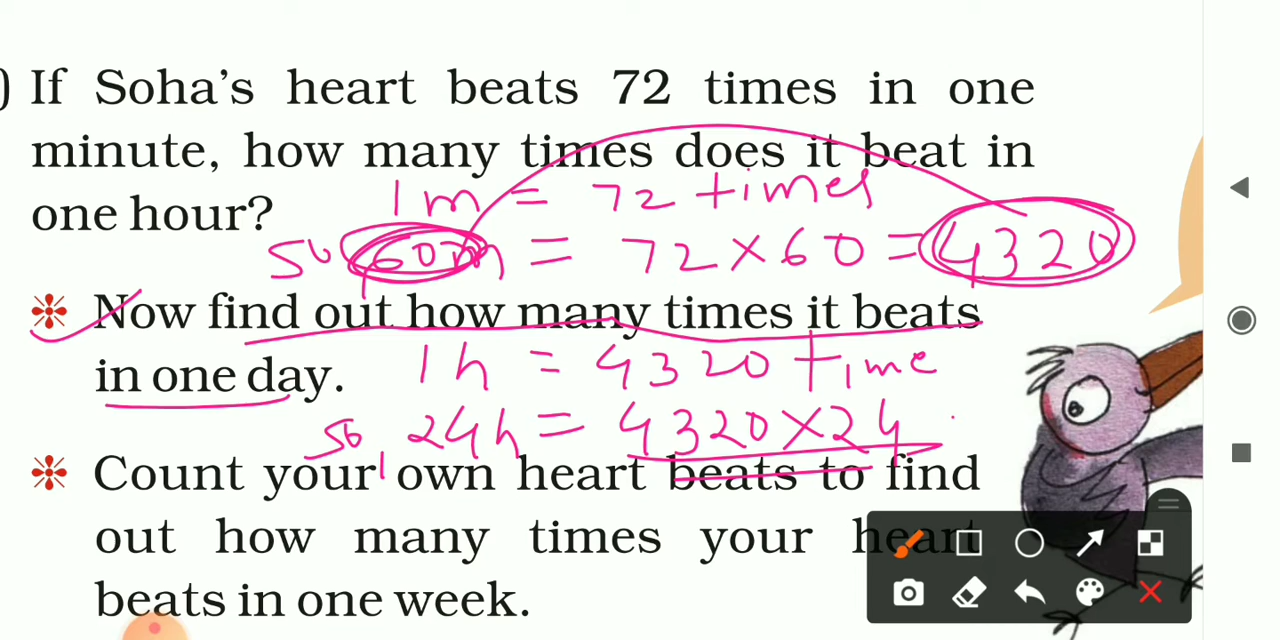 ) If Soha's heart beats 72 times in one
minute, how many times does it beat in
one hour?
1 m = 72 times
so, 60m = 72 × 60 = 4320
Now find out how many times it beats
in one day.
1h = 4320 time
so, 24h = 4320 × 24
Count your own heart beats to find
out how many times your heart
beats in one week.